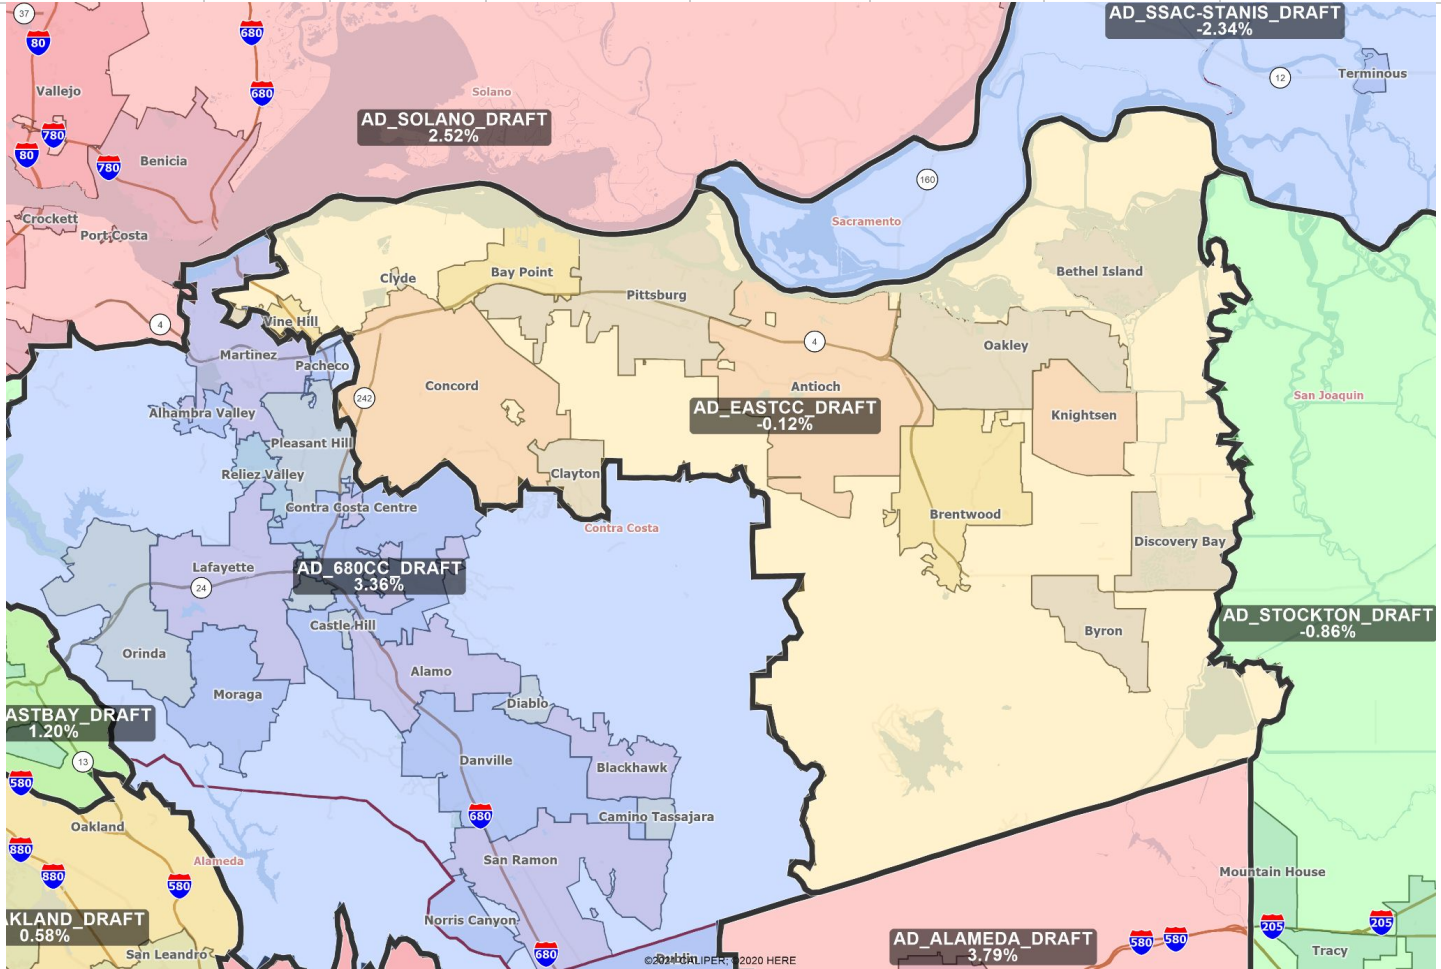 37
80
680
AD_SSAC-STANIS_DRAFT
-2.34%
12
Terminous
Vallejo
680
Solano
AD_SOLANO_DRAFT
2.52%
780
80
780
Benicia
160
Crockett
Port Costa
Sacramento
Clyde
Bay Point
Bethel Island
Pittsburg
4
Vine Hill
Martinez
Pacheco
4
Oakley
Concord
Antioch
242
San Joaquin
Alhambra Valley
AD_EASTCC_DRAFT
-0.12%
Knightsen
Pleasant Hill
Reliez Valley
Clayton
Contra Costa Centre
Contra Costa
Brentwood
Discovery Bay
Lafayette
AD_680CC_DRAFT
3.36%
24
Castle Hill
AD_STOCKTON_DRAFT
-0.86%
Byron
Orinda
Alamo
Moraga
Diablo
ASTBAY_DRAFT
1.20%
13
Danville
Blackhawk
580
680
Camino Tassajara
Oakland
880
880
Alameda
580
San Ramon
Mountain House
AKLAND_DRAFT
0.58%
Norris Canyon
205
205
San Leandro
680
Dublin
©2021 CALIPER; ©2020 HERE
AD_ALAMEDA_DRAFT
3.79%
580
580
Tracy